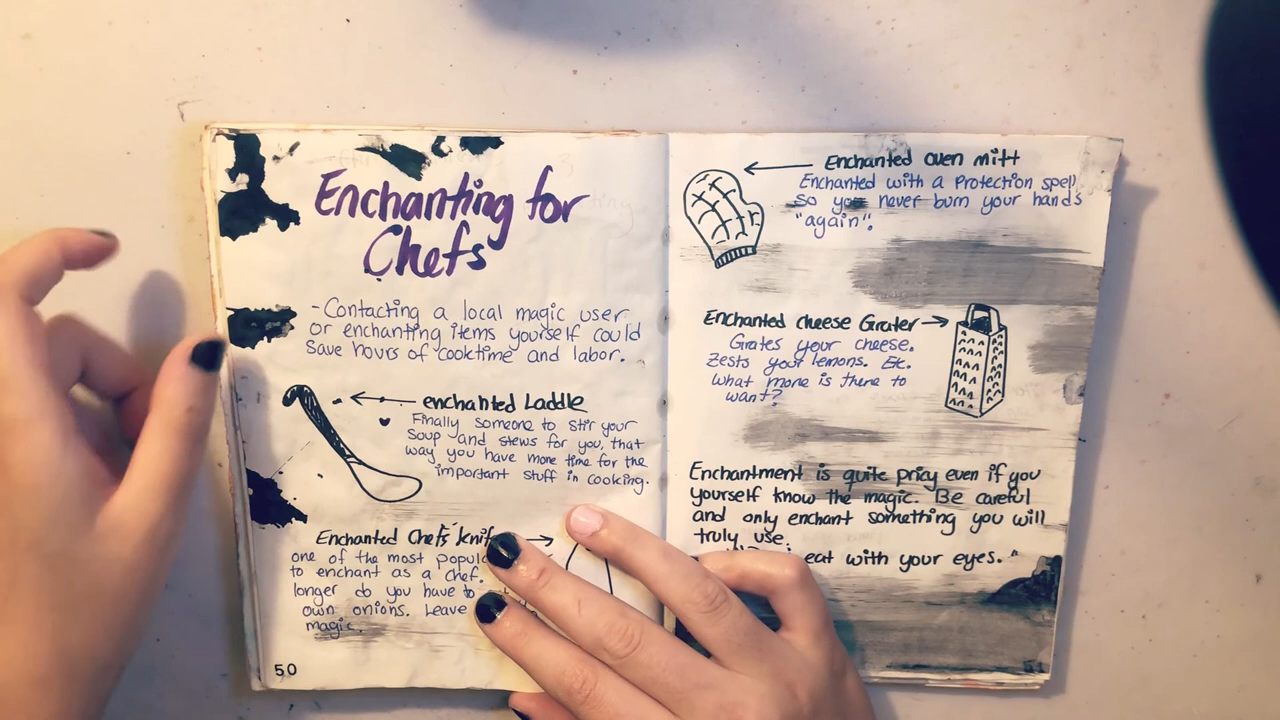 Enchanting for
Chefs
-Contacting a local magic user
or enchanting items yourself could
save hours of cooktime and labor.
enchanted Laddle
Finally someone to stir your
soup and stews for you, that
way you have more time for the
important stuff in cooking.
Enchanted Chefs' knif
one of the most popul
to enchant as a chef.
longer do you have to
own onions. Leave
magic.
50
Enchanted oven mitt
Enchanted with a Protection spell
so you never burn your hands
"again".
Enchanted cheese Grater
Grates your cheese.
Zests your lemons. Etc.
What more is there to
want?
Enchantment is quite pricy even if you
yourself know the magic. Be careful
and only enchant something you will
truly use.
eat with your eyes."
51